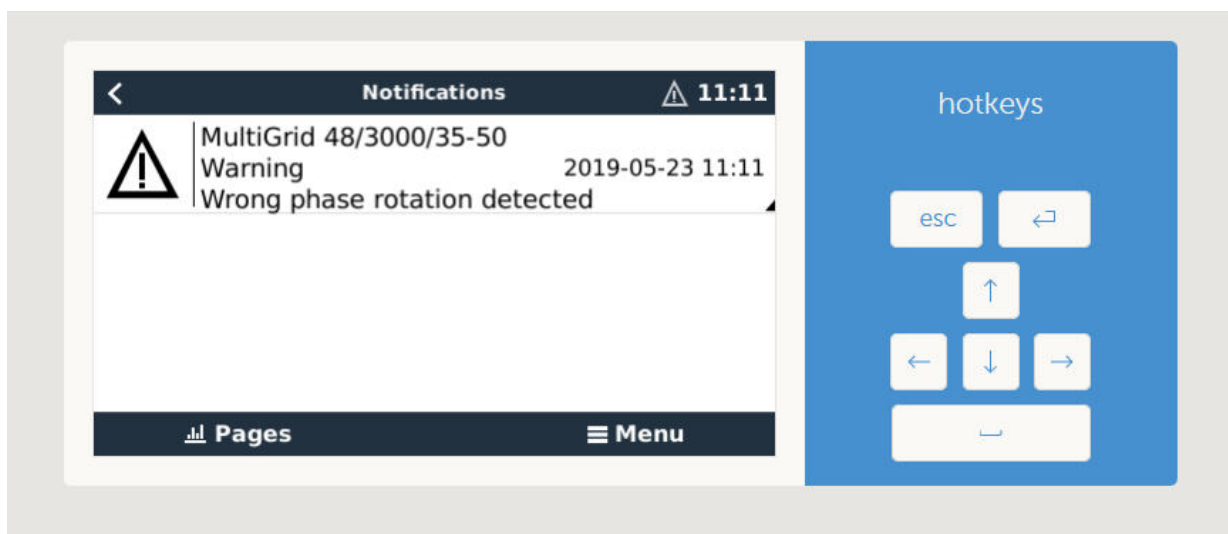 Notifications
11:11
MultiGrid 48/3000/35-50
Warning
2019-05-23 11:11
Wrong phase rotation detected
Pages
Menu
hotkeys
esc